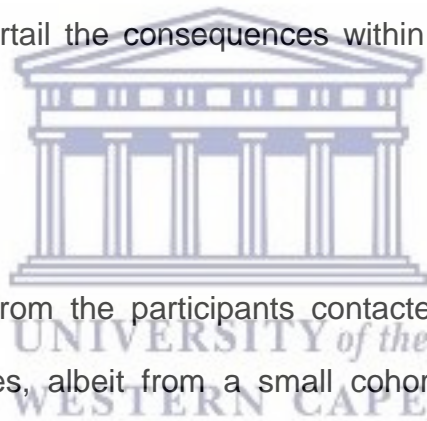 rtail the consequences within
rom the participants contacte
UNIVERSITY of the
es, albeit from a small cohor
WESTERN CAPE